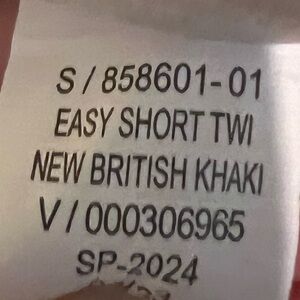 S/858601-01
EASY SHORT TWI
NEW BRITISH KHAKI
V/000306965
SP-2024